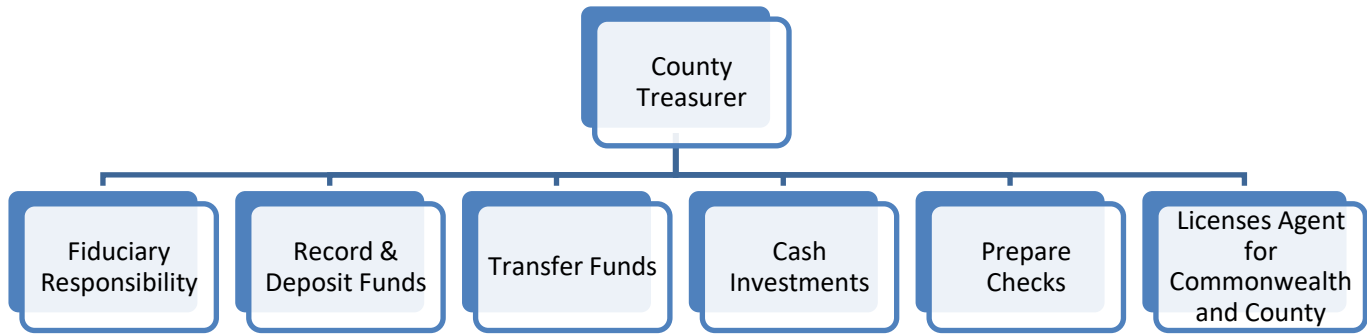 County
Treasurer
Fiduciary
Responsibility
Record &
Deposit Funds
Transfer Funds
Cash
Investments
Prepare
Checks
Licenses Agent
for
Commonwealth
and County